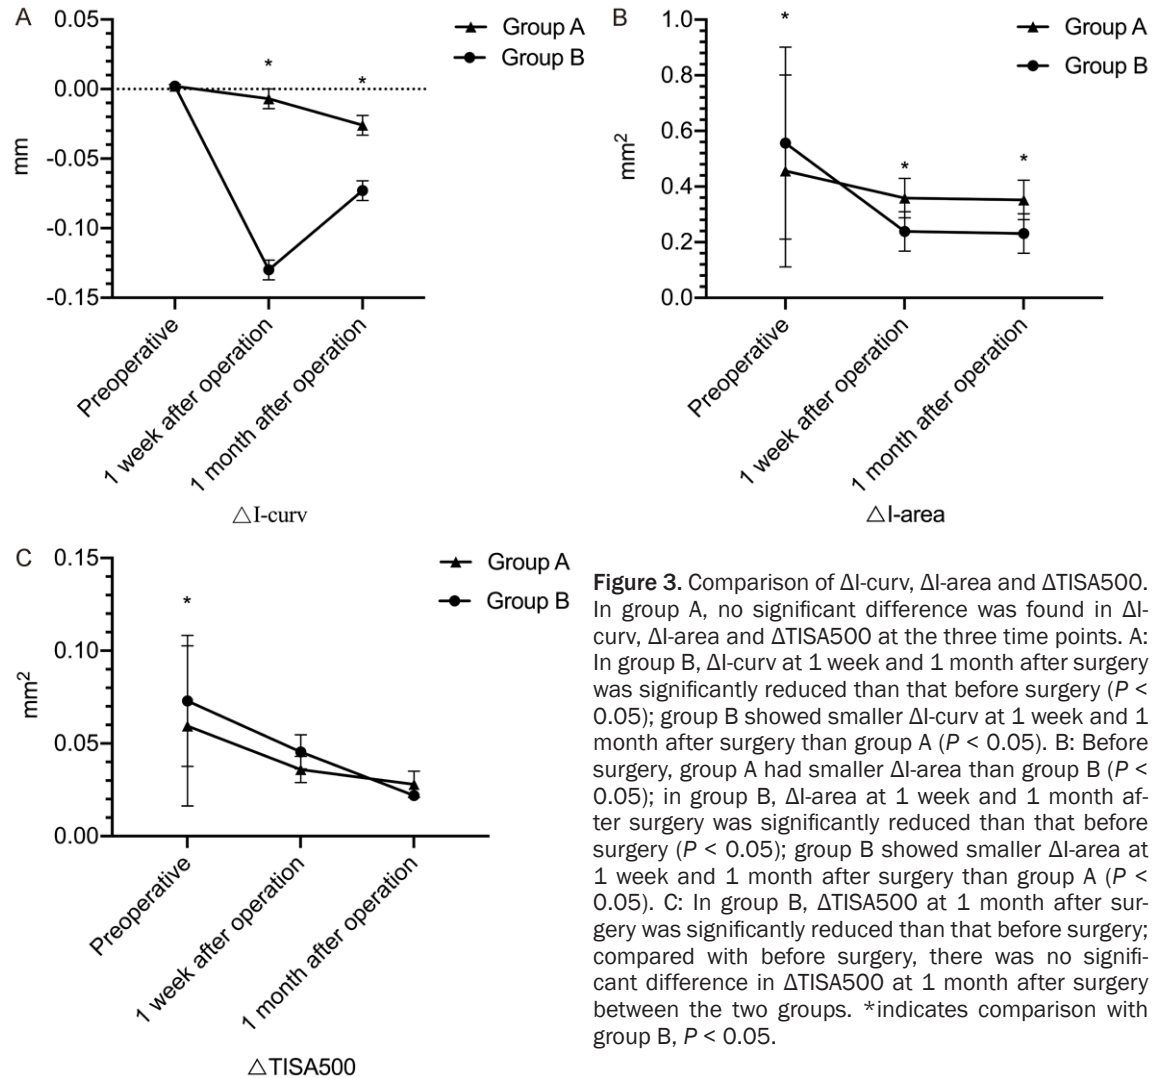 A
0.05
0.00
-0.05
-0.10
-0.15
mm
Group A
Group B
*
*
Preoperative
1 week after operation
1 month after operation
△I-curv
B
1.0
0.8
0.6
0.4
0.2
0.0
mm²
Group A
Group B
*
*
*
Preoperative
1 week after operation
1 month after operation
△I-area
C
0.15
0.10
0.05
0.00
mm²
Group A
Group B
*
Preoperative
1 week after operation
1 month after operation
△TISA500
Figure 3. Comparison of ΔI-curv, ΔI-area and ΔTISA500.
In group A, no significant difference was found in ΔI-
curv, ΔI-area and ΔTISA500 at the three time points. A:
In group B, ΔI-curv at 1 week and 1 month after surgery
was significantly reduced than that before surgery (P <
0.05); group B showed smaller ΔI-curv at 1 week and 1
month after surgery than group A (P < 0.05). B: Before
surgery, group A had smaller ΔI-area than group B (P <
0.05); in group B, ΔI-area at 1 week and 1 month af-
ter surgery was significantly reduced than that before
surgery (P < 0.05); group B showed smaller ΔI-area at
1 week and 1 month after surgery than group A (P <
0.05). C: In group B, ΔTISA500 at 1 month after sur-
gery was significantly reduced than that before surgery;
compared with before surgery, there was no signifi-
cant difference in ΔTISA500 at 1 month after surgery
between the two groups. *indicates comparison with
group B, P < 0.05.